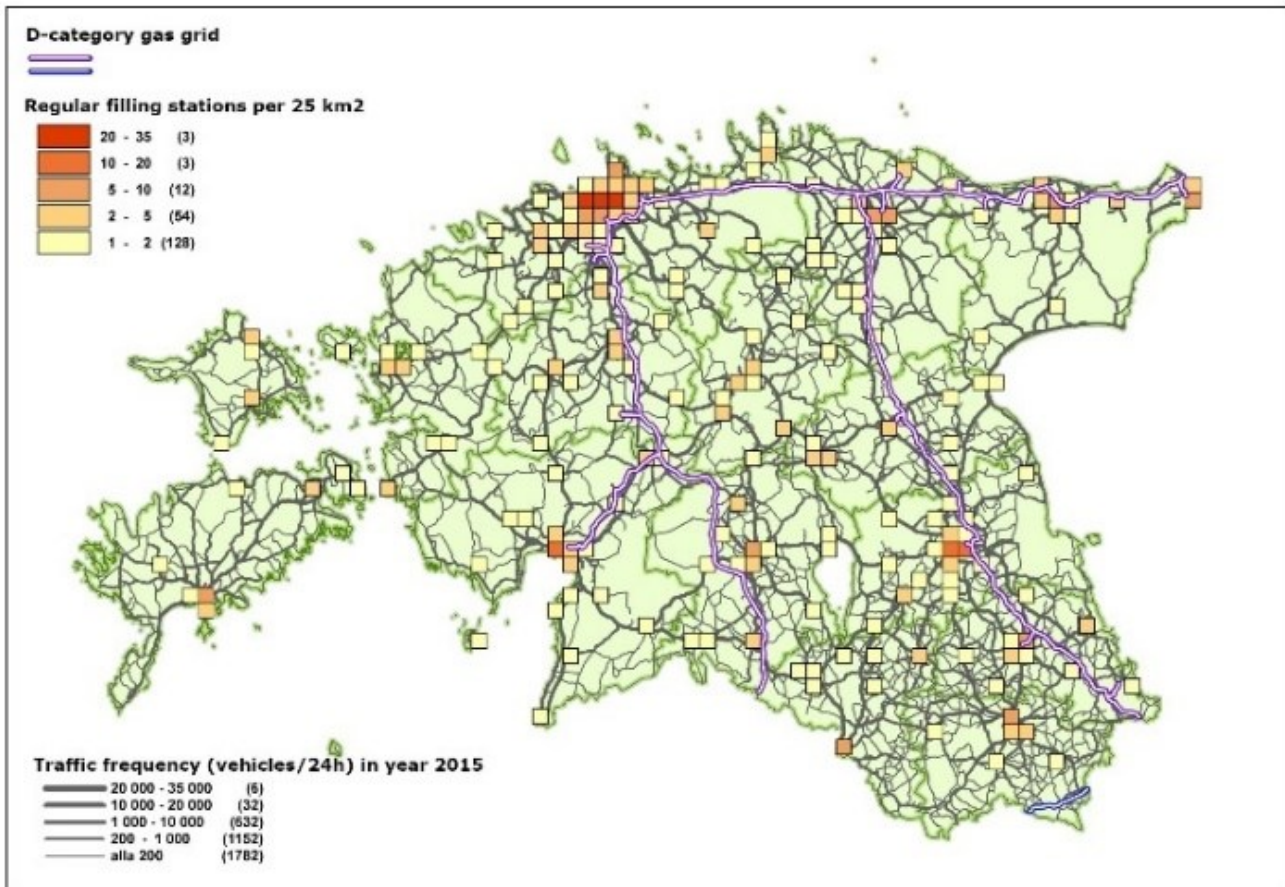 D-category gas grid
Regular filling stations per 25 km2
20 - 35 (3)
10 - 20 (3)
5 - 10 (12)
2 - 5 (54)
1 - 2 (128)
Traffic frequency (vehicles/24h) in year 2015
20 000 - 35 000 (6)
10 000 - 20 000 (32)
1 000 - 10 000 (632)
200 - 1 000 (1152)
alla 200 (1782)